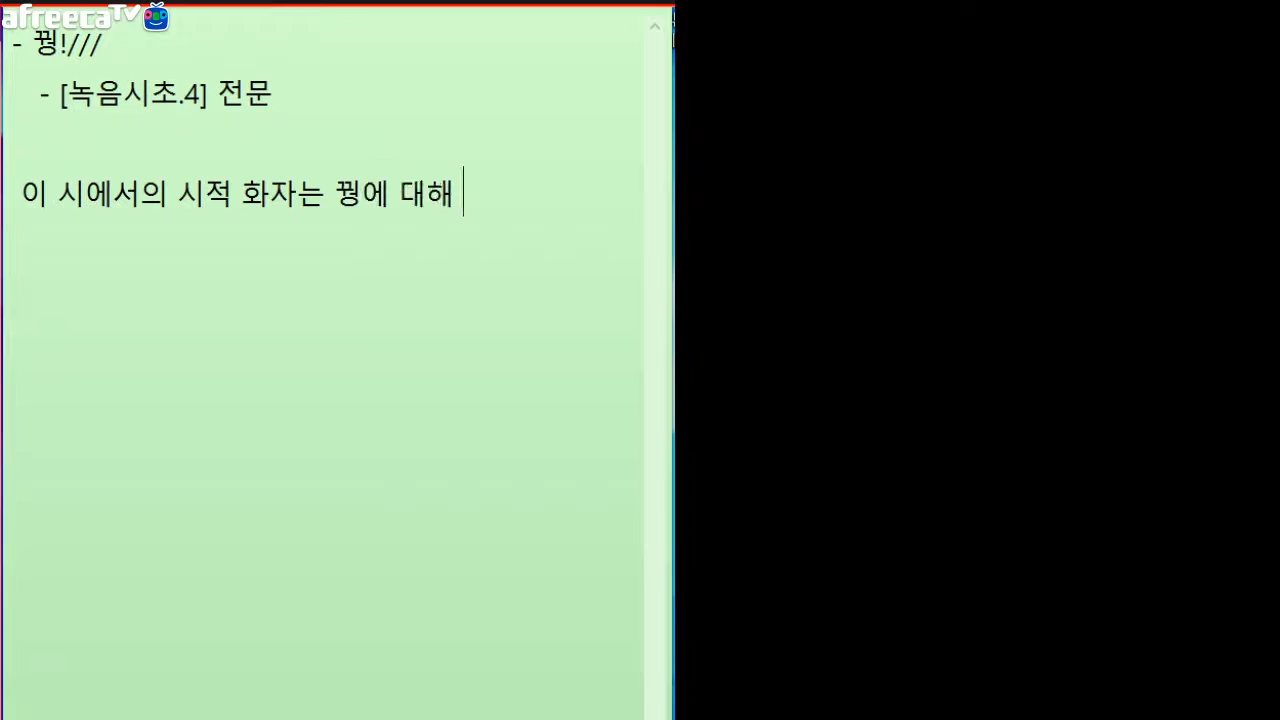 afreecaTV
- 꿩!///
- [녹음시초.4] 전문
이 시에서의 시적 화자는 꿩에 대해